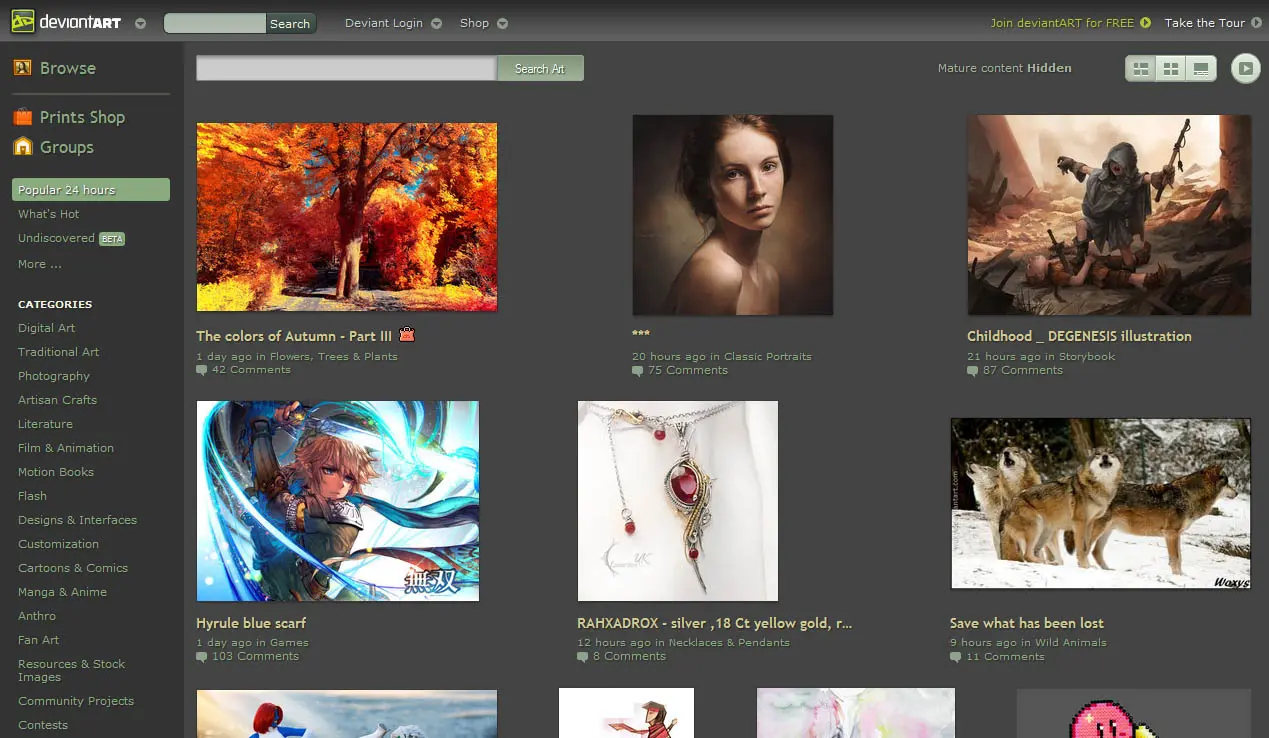 deviantART
Search
Deviant Login
Shop
Join deviantART for FREE
Take the Tour
Browse
Prints Shop
Groups
Popular 24 hours
What's Hot
Undiscovered BETA
More ...
CATEGORIES
Digital Art
Traditional Art
Photography
Artisan Crafts
Literature
Film & Animation
Motion Books
Flash
Designs & Interfaces
Customization
Cartoons & Comics
Manga & Anime
Anthro
Fan Art
Resources & Stock
Images
Community Projects
Contests
Search Art
Mature content Hidden
The colors of Autumn - Part III
1 day ago in Flowers, Trees & Plants
42 Comments
***
20 hours ago in Classic Portraits
75 Comments
Childhood _ DEGENESIS illustration
21 hours ago in Storybook
87 Comments
無双
Hyrule blue scarf
1 day ago in Games
103 Comments
RAHXADROX - silver ,18 Ct yellow gold, r...
12 hours ago in Necklaces & Pendants
8 Comments
Woxys
Save what has been lost
9 hours ago in Wild Animals
11 Comments